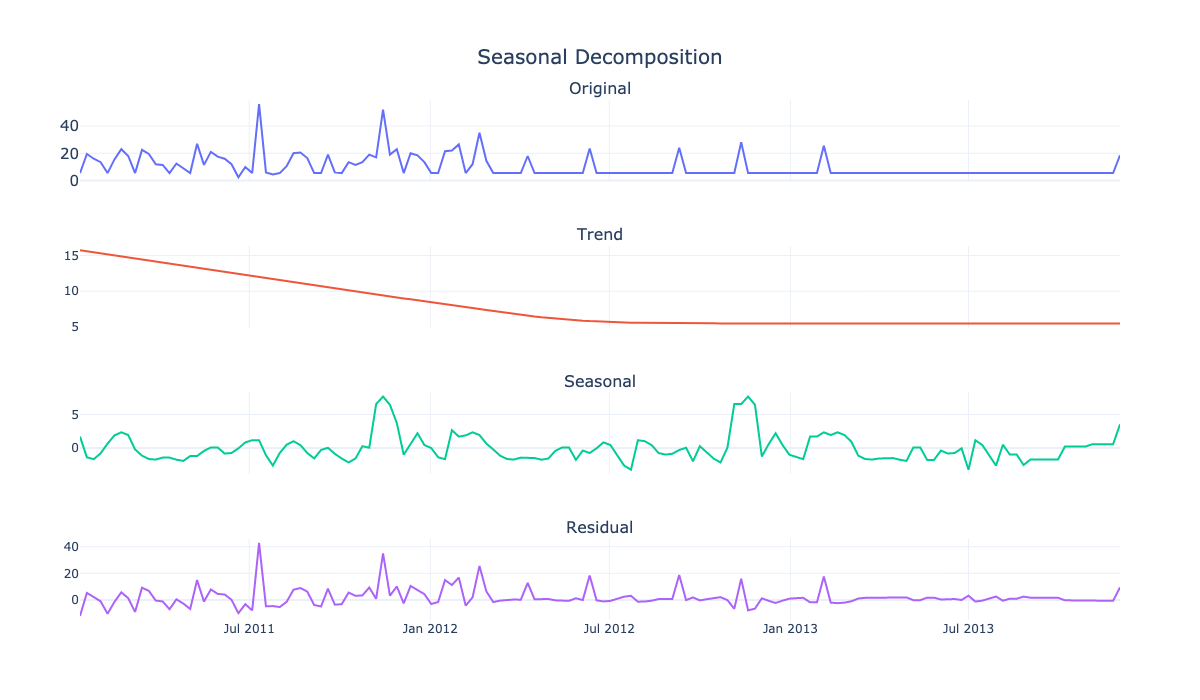 Seasonal Decomposition
Original
40
20
0
Trend
15
10
5
Seasonal
5
0
Residual
40
20
0
Jul 2011 Jan 2012 Jul 2012 Jan 2013 Jul 2013